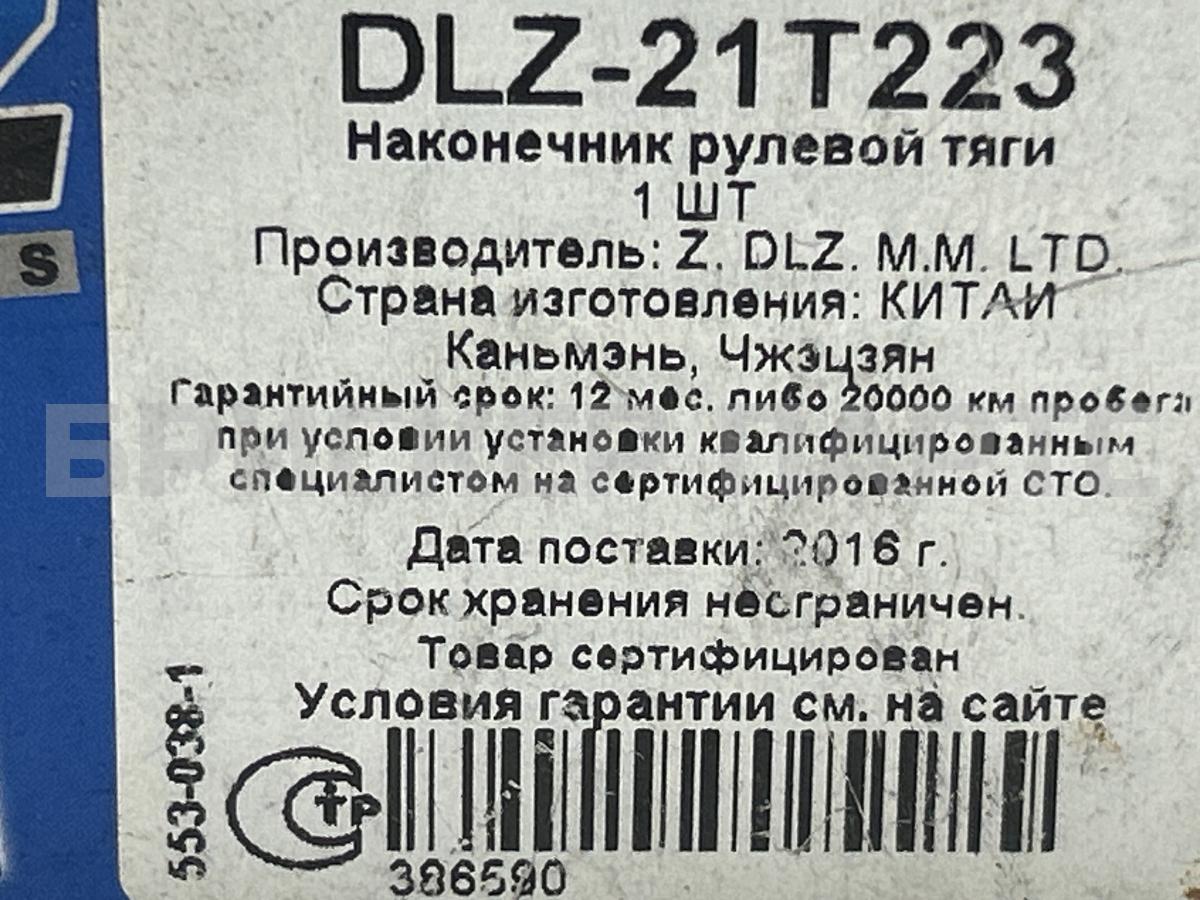 DLZ-21T223
Наконечник рулевой тяги
1 ШТ
Производитель: Z. DLZ. M.M. LTD.
Страна изготовления: КИТАЙ
Каньмэнь, Чжэцзян
Гарантийный срок: 12 мес. либо 20000 км пробега
при условии установки квалифицированным
специалистом на сертифицированной СТО.
Дата поставки: 2016 г.
Срок хранения неограничен.
Товар сертифицирован
Условия гарантии см. на сайте
553-038-1
СТР
386590
S